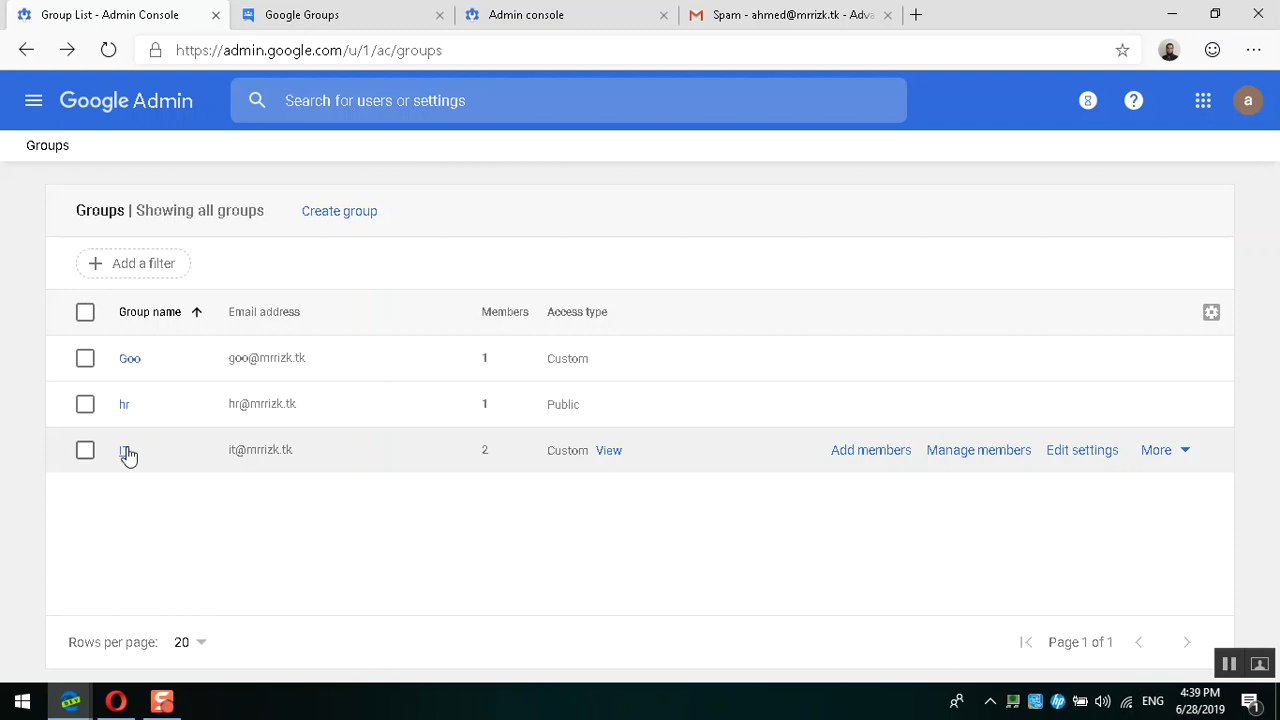 Group List - Admin Console
Google Groups
Admin console
Spam - ahmed@mrrizk.tk - Adva
https://admin.google.com/u/1/ac/groups
Google Admin
Search for users or settings
8
?
a
Groups
Groups | Showing all groups
Create group
Add a filter
Group name
Email address
Members
Access type
Goo
goo@mrrizk.tk
1
Custom
hr
hr@mrrizk.tk
1
Public
IT
it@mrrizk.tk
2
Custom
View
Add members
Manage members
Edit settings
More
Rows per page:
20
Page 1 of 1
ENG
4:39 PM
6/28/2019
1